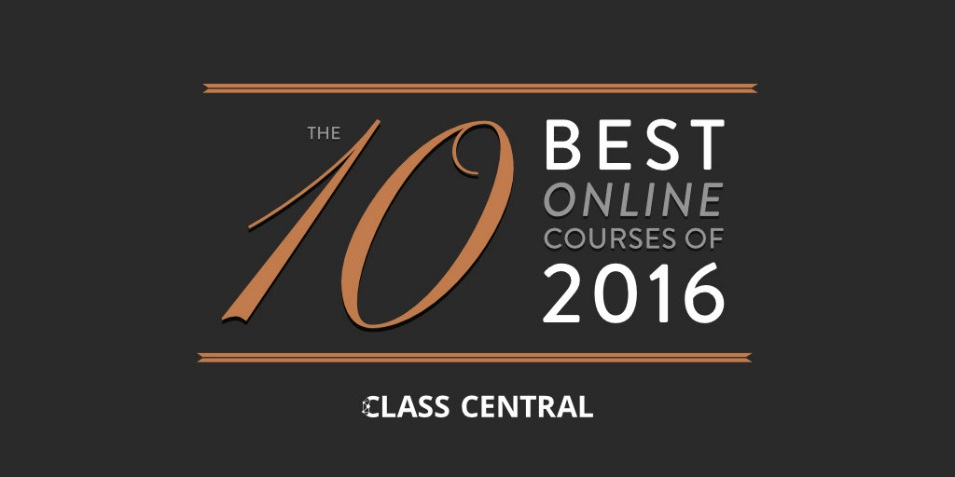 THE 10
BEST
ONLINE
COURSES OF
2016
CLASS CENTRAL